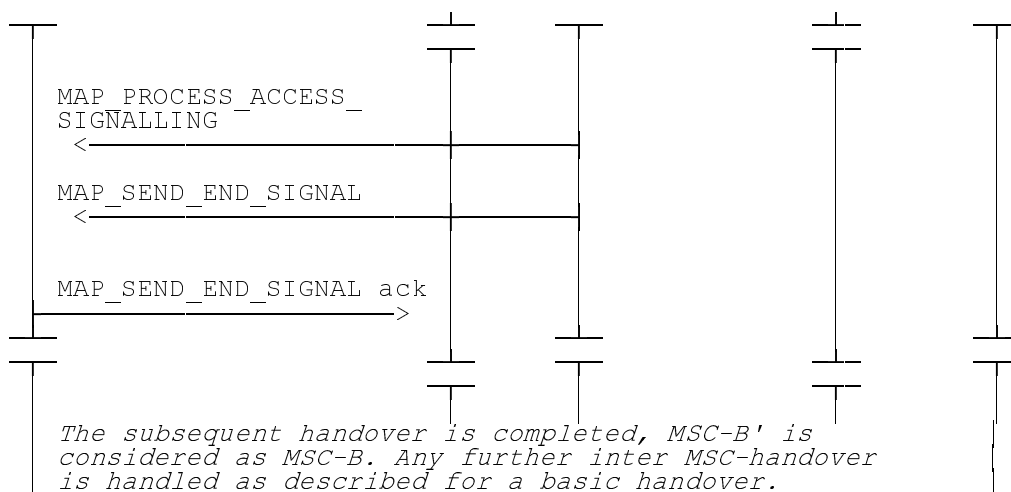 MAP_PROCESS_ACCESS_
SIGNALLING
MAP_SEND_END_SIGNAL
MAP_SEND_END_SIGNAL ack
The subsequent handover is completed, MSC-B' is
considered as MSC-B. Any further inter MSC-handover
is handled as described for a basic handover.